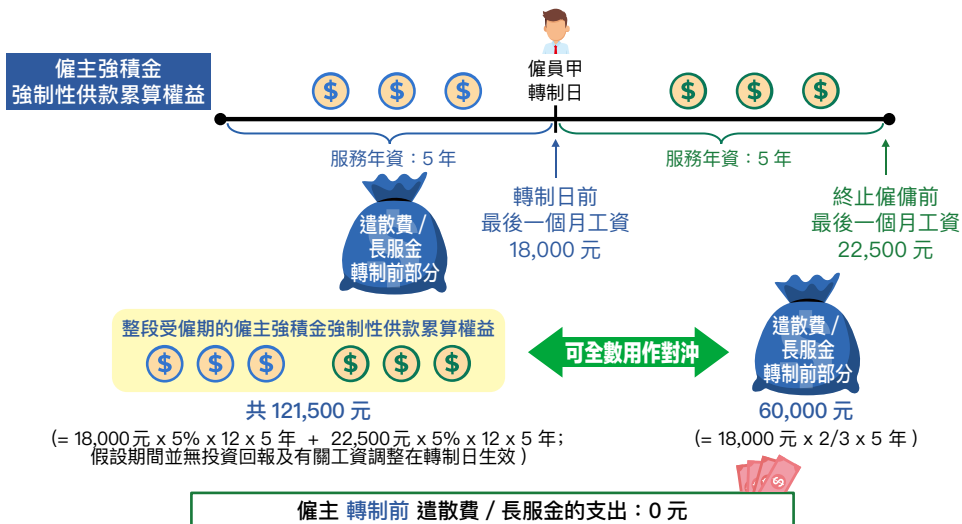 僱主強積金
強制性供款累算權益
僱員甲
轉制日
$ $ $
$ $ $
服務年資：5 年
服務年資：5 年
轉制日前
最後一個月工資
18,000 元
終止僱傭前
最後一個月工資
22,500 元
遣散費 /
長服金
轉制前部分
整段受僱期的僱主強積金強制性供款累算權益
$ $ $ $ $ $
可全數用作對沖
遣散費 /
長服金
轉制前部分
共 121,500 元
(= 18,000 元 x 5% x 12 x 5 年 + 22,500 元 x 5% x 12 x 5 年；
假設期間並無投資回報及有關工資調整在轉制日生效 )
60,000 元
(= 18,000 元 x 2/3 x 5 年 )
$
僱主 轉制前 遣散費 / 長服金的支出：0 元